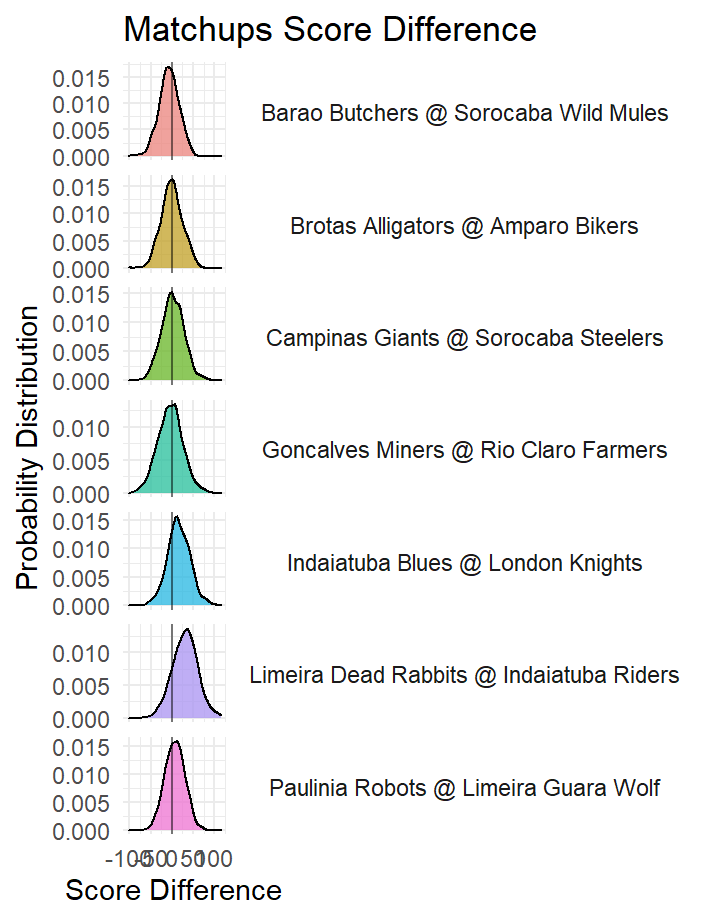 Matchups Score Difference
0.015
0.010
0.005
0.000
Barao Butchers @ Sorocaba Wild Mules
0.015
0.010
0.005
0.000
Brotas Alligators @ Amparo Bikers
0.015
0.010
0.005
0.000
Campinas Giants @ Sorocaba Steelers
0.010
0.005
0.000
Goncalves Miners @ Rio Claro Farmers
0.015
0.010
0.005
0.000
Indaiatuba Blues @ London Knights
0.010
0.005
0.000
Limeira Dead Rabbits @ Indaiatuba Riders
0.015
0.010
0.005
0.000
Paulinia Robots @ Limeira Guara Wolf
Probability Distribution
-100 -50 0 50 100
Score Difference